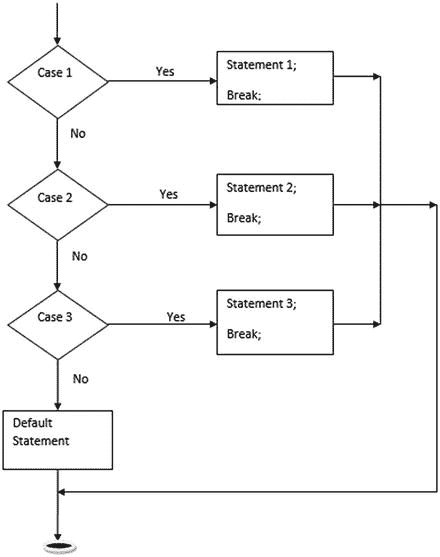 Case 1
Yes
Statement 1;
Break;
No
Case 2
Yes
Statement 2;
Break;
No
Case 3
Yes
Statement 3;
Break;
No
Default
Statement